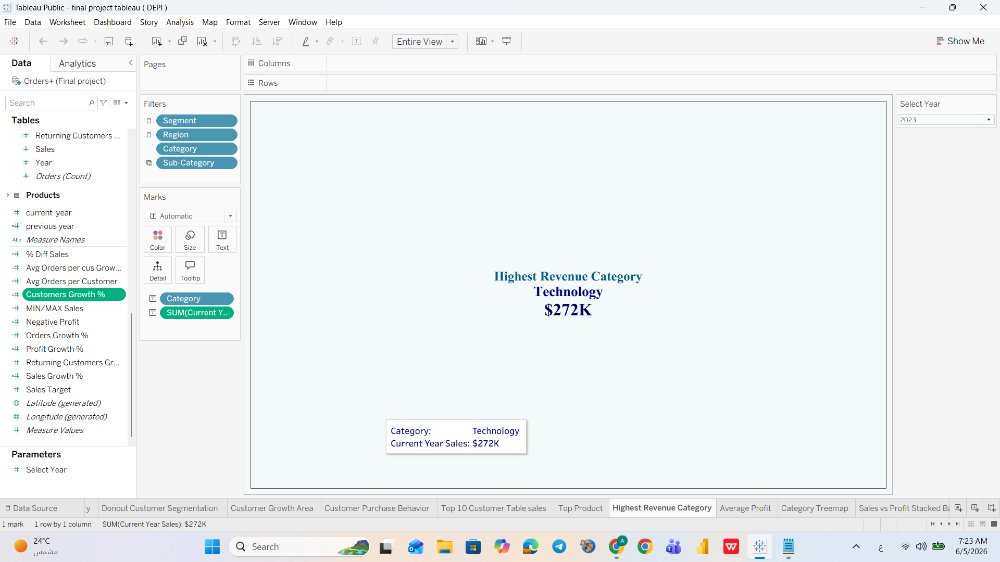 Tableau Public - final project tableau ( DEPI )
File Data Worksheet Dashboard Story Analysis Map Format Server Window Help
Entire View
Show Me
Data Analytics
Orders+ (Final project)
Search
Tables
Returning Customers ...
Sales
Year
Orders (Count)
Products
current year
previous year
Abc Measure Names
% Diff Sales
Avg Orders per cus Grow...
Avg Orders per Customer
Customers Growth %
MIN/MAX Sales
Negative Profit
Orders Growth %
Profit Growth %
Returning Customers Gr...
Sales Growth %
Sales Target
Latitude (generated)
Longitude (generated)
Measure Values
Parameters
Select Year
Pages
Filters
Segment
Region
Category
Sub-Category
Marks
Automatic
Color Size Text
Detail Tooltip
Category
SUM(Current Y..
Columns
Rows
Highest Revenue Category
Technology
$272K
Category: Technology
Current Year Sales: $272K
Select Year
2023
Data Source ry Donout Customer Segmentation Customer Growth Area Customer Purchase Behavior Top 10 Customer Table sales Top Product Highest Revenue Category Average Profit Category Treemap Sales vs Profit Stacked Ba
1 mark 1 row by 1 column SUM(Current Year Sales): $272K
24°C
مشمس
Search
A
W
ع
7:23 AM
6/5/2026